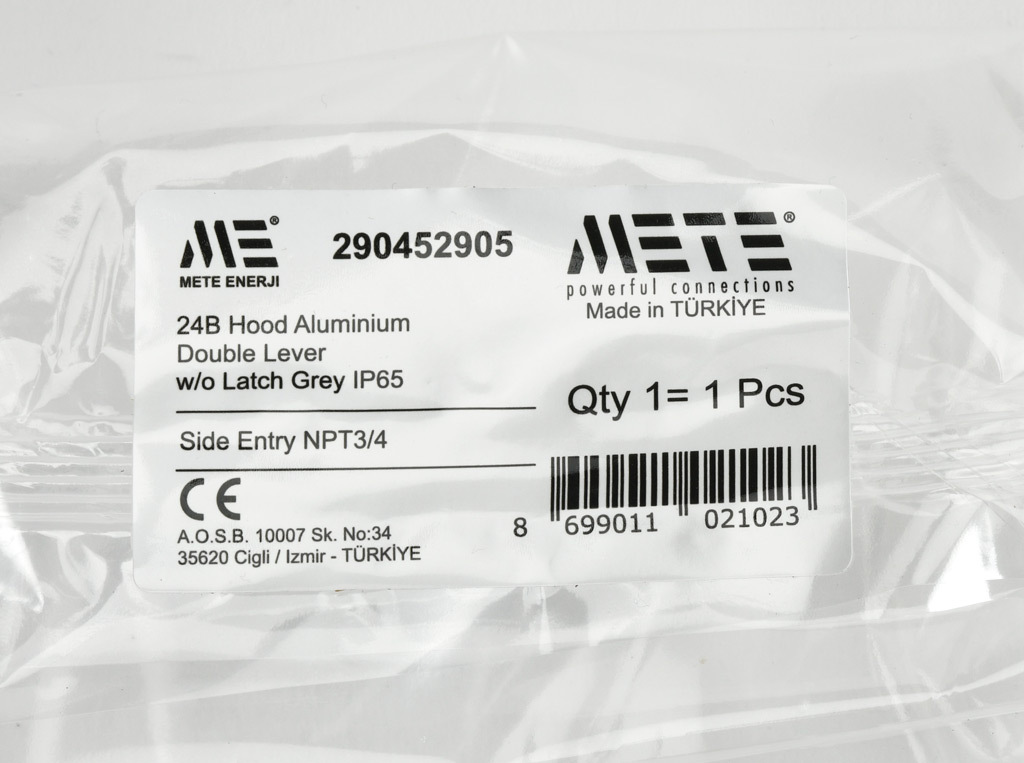 ME®
METE ENERJI
290452905
METE®
powerful connections
Made in TÜRKİYE
24B Hood Aluminium
Double Lever
w/o Latch Grey IP65
Qty 1= 1 Pcs
Side Entry NPT3/4
CE
A.O.S.B. 10007 Sk. No:34
35620 Cigli / Izmir - TÜRKİYE
8 699011 021023